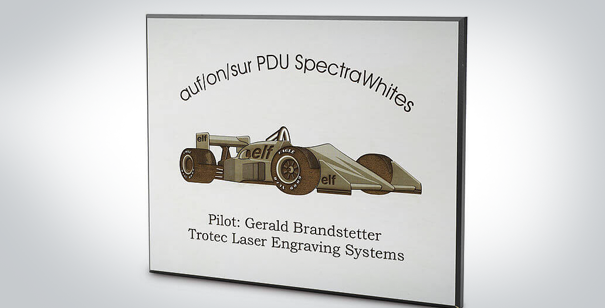 auf/on/sur PDU SpectraWhites
elf
elf
elf
Pilot: Gerald Brandstetter
Trotec Laser Engraving Systems